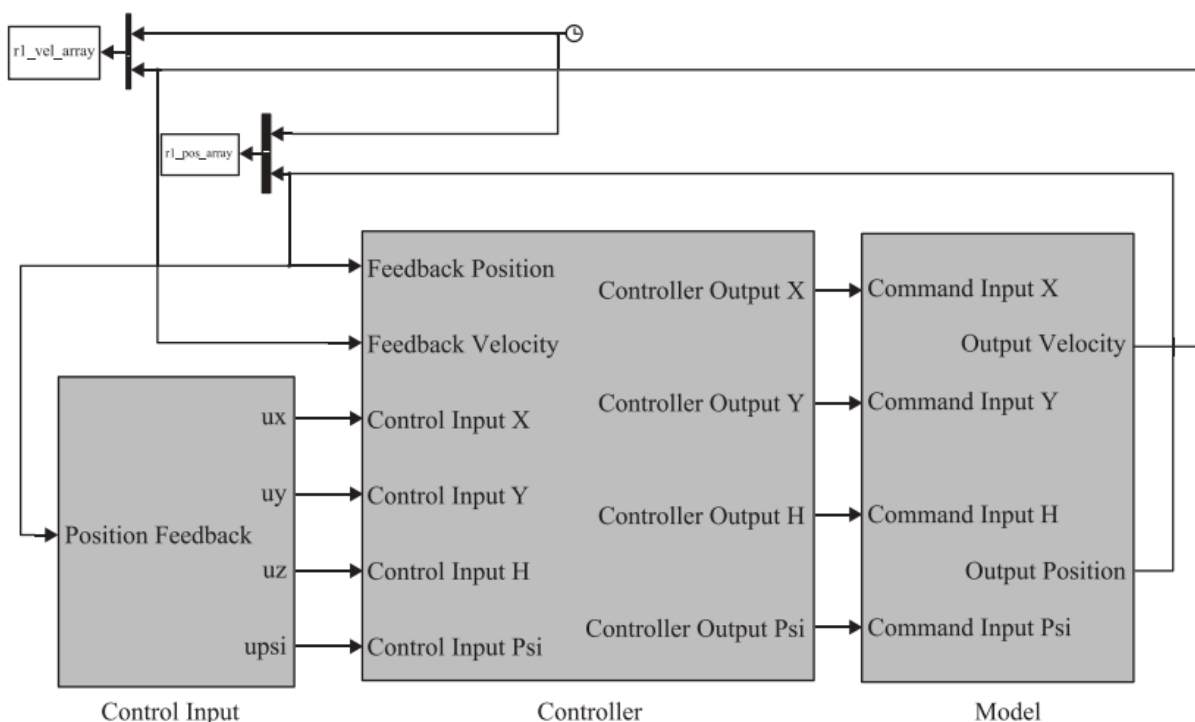 r1_vel_array
r1_pos_array
Feedback Position
Feedback Velocity
Control Input X
Control Input Y
Control Input H
Control Input Psi
Controller Output X
Controller Output Y
Controller Output H
Controller Output Psi
Command Input X
Command Input Y
Command Input H
Command Input Psi
Output Velocity
Output Position
Position Feedback
ux
uy
uz
upsi
Control Input
Controller
Model